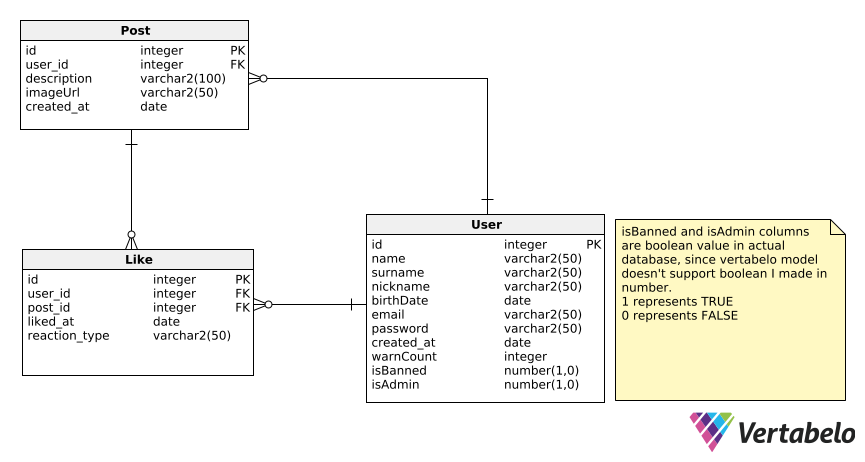 Post
id integer PK
user_id integer FK
description varchar2(100)
imageUrl varchar2(50)
created_at date
Like
id integer PK
user_id integer FK
post_id integer FK
liked_at date
reaction_type varchar2(50)
User
id integer PK
name varchar2(50)
surname varchar2(50)
nickname varchar2(50)
birthDate date
email varchar2(50)
password varchar2(50)
created_at date
warnCount integer
isBanned number(1,0)
isAdmin number(1,0)
isBanned and isAdmin columns
are boolean value in actual
database, since vertabelo model
doesn't support boolean I made in
number.
1 represents TRUE
0 represents FALSE
Vertabelo